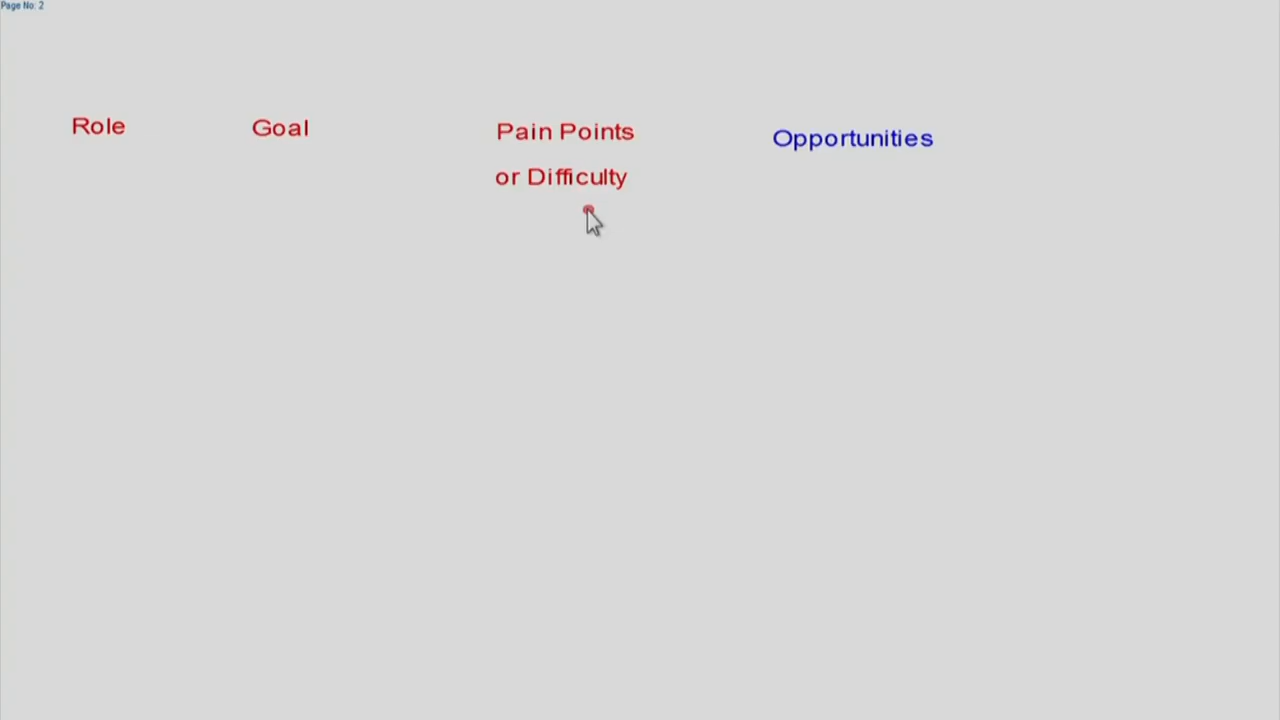 Page No: 2
Role
Goal
Pain Points
or Difficulty
Opportunities